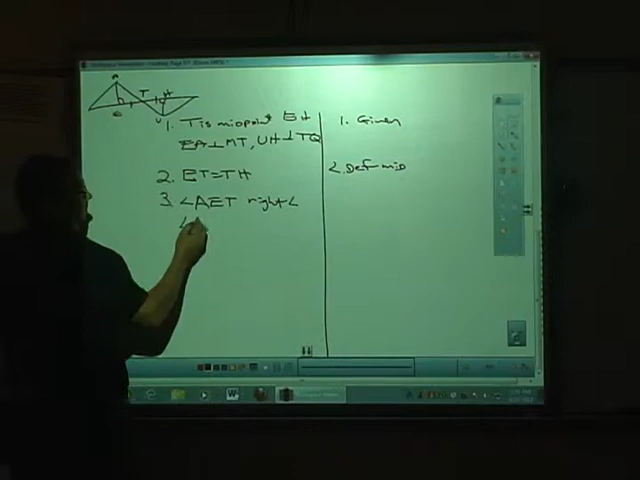 A
T H
E U
1. T is midpoint EH
EA⊥MT, UH⊥TQ
1. Given
2. ET=TH
2. Def mid
3 <AET right<
<